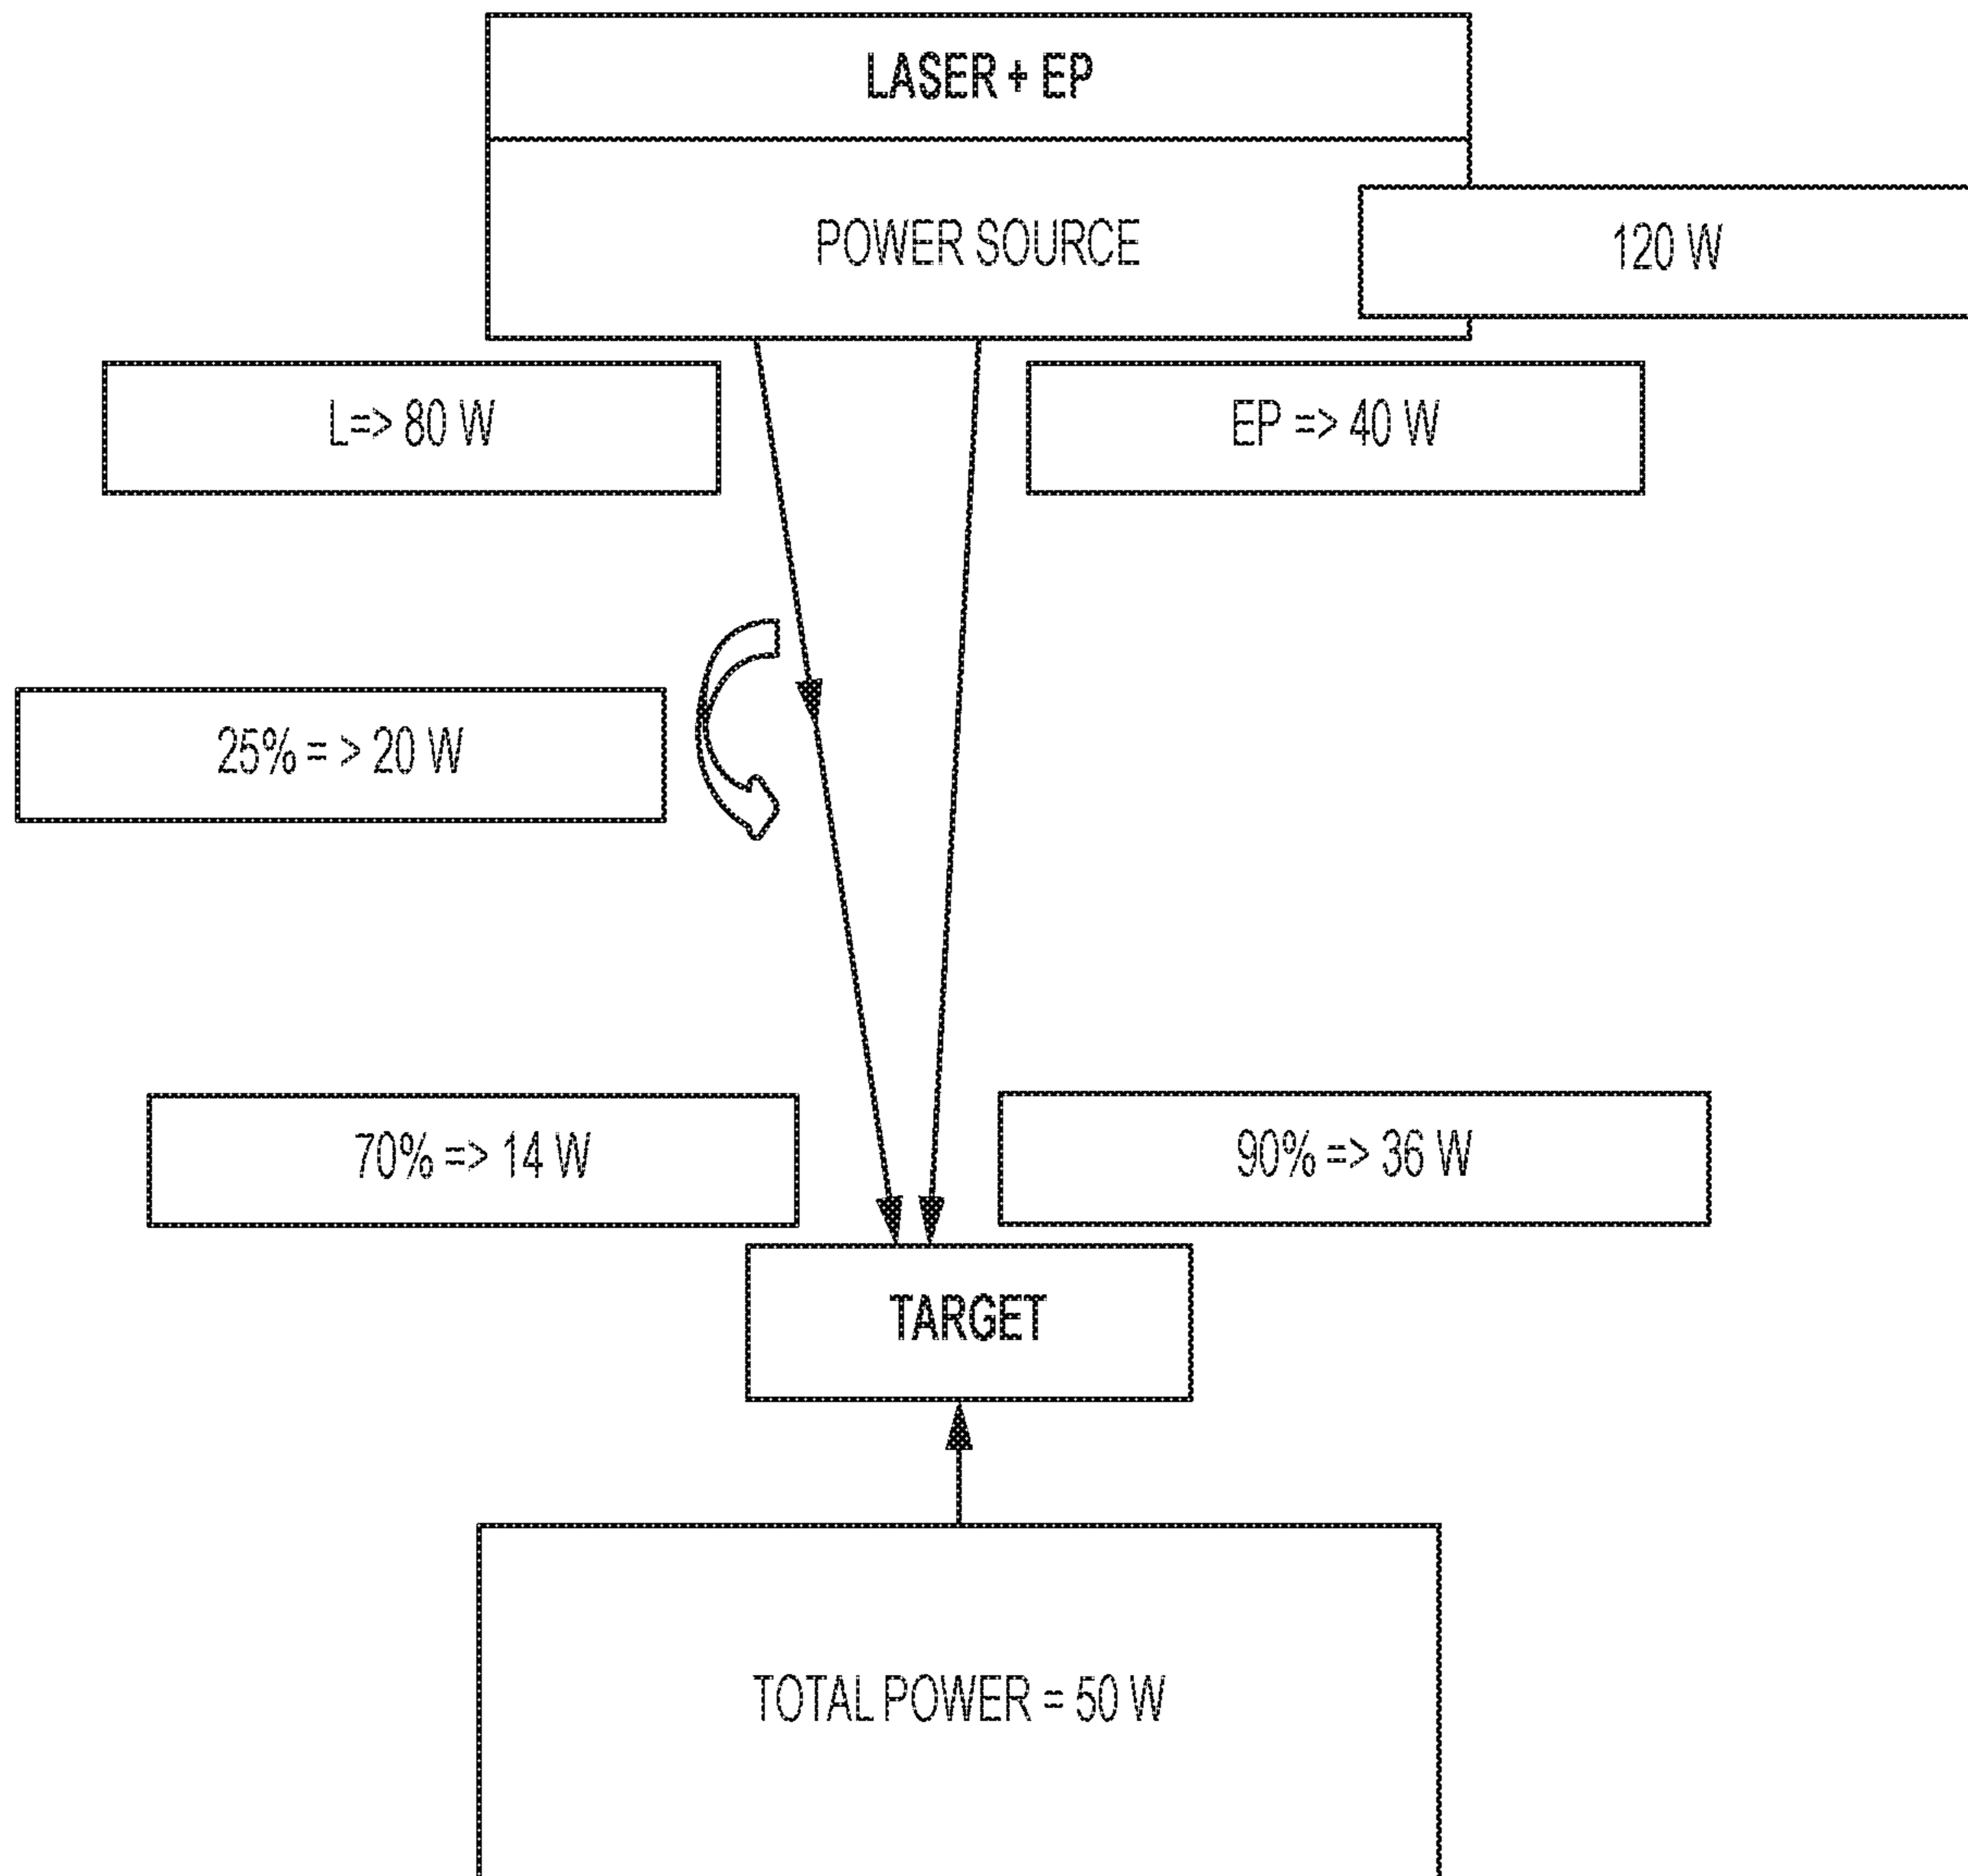 LASER + EP
POWER SOURCE
120 W
L=> 80 W
EP => 40 W
25% = > 20 W
70% => 14 W
90% => 36 W
TARGET
TOTAL POWER = 50 W